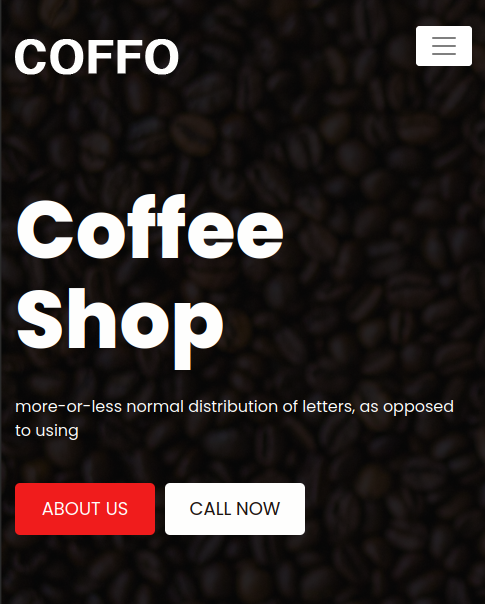 COFFO
Coffee
Shop
more-or-less normal distribution of letters, as opposed
to using
ABOUT US
CALL NOW